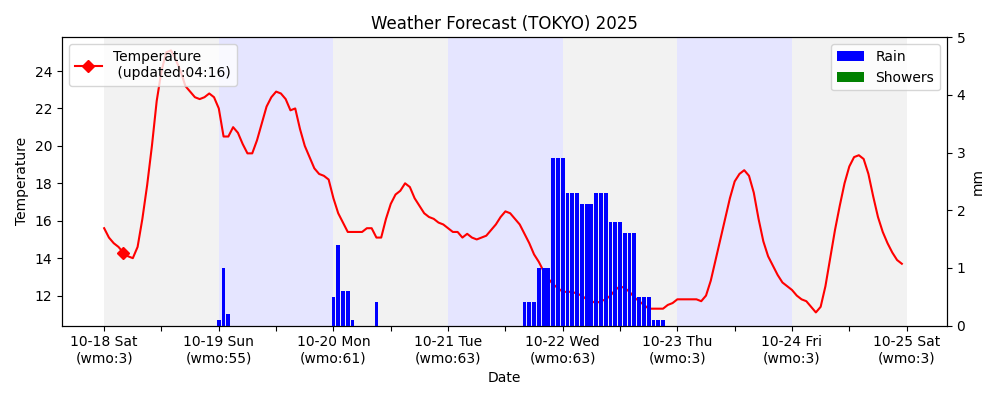 Weather Forecast (TOKYO) 2025
Temperature
(updated:04:16)
Rain
Showers
Temperature
24
22
20
18
16
14
12
5
4
3
2
1
0
mm
10-18 Sat
(wmo:3)
10-19 Sun
(wmo:55)
10-20 Mon
(wmo:61)
10-21 Tue
(wmo:63)
10-22 Wed
(wmo:63)
10-23 Thu
(wmo:3)
10-24 Fri
(wmo:3)
10-25 Sat
(wmo:3)
Date